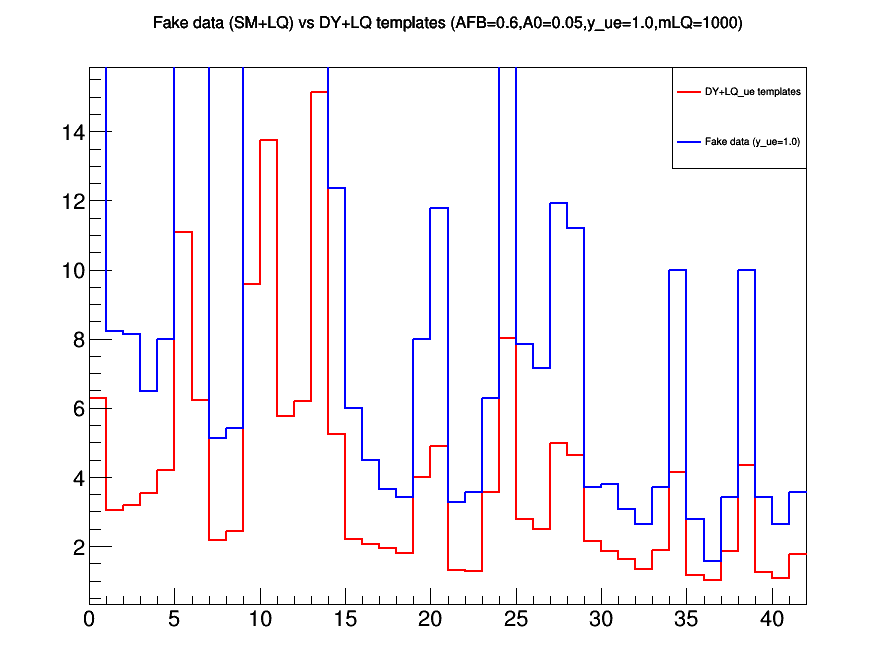 Fake data (SM+LQ) vs DY+LQ templates (AFB=0.6,A0=0.05,y_ue=1.0,mLQ=1000)
DY+LQ_ue templates
Fake data (y_ue=1.0)
14
12
10
8
6
4
2
0 5 10 15 20 25 30 35 40